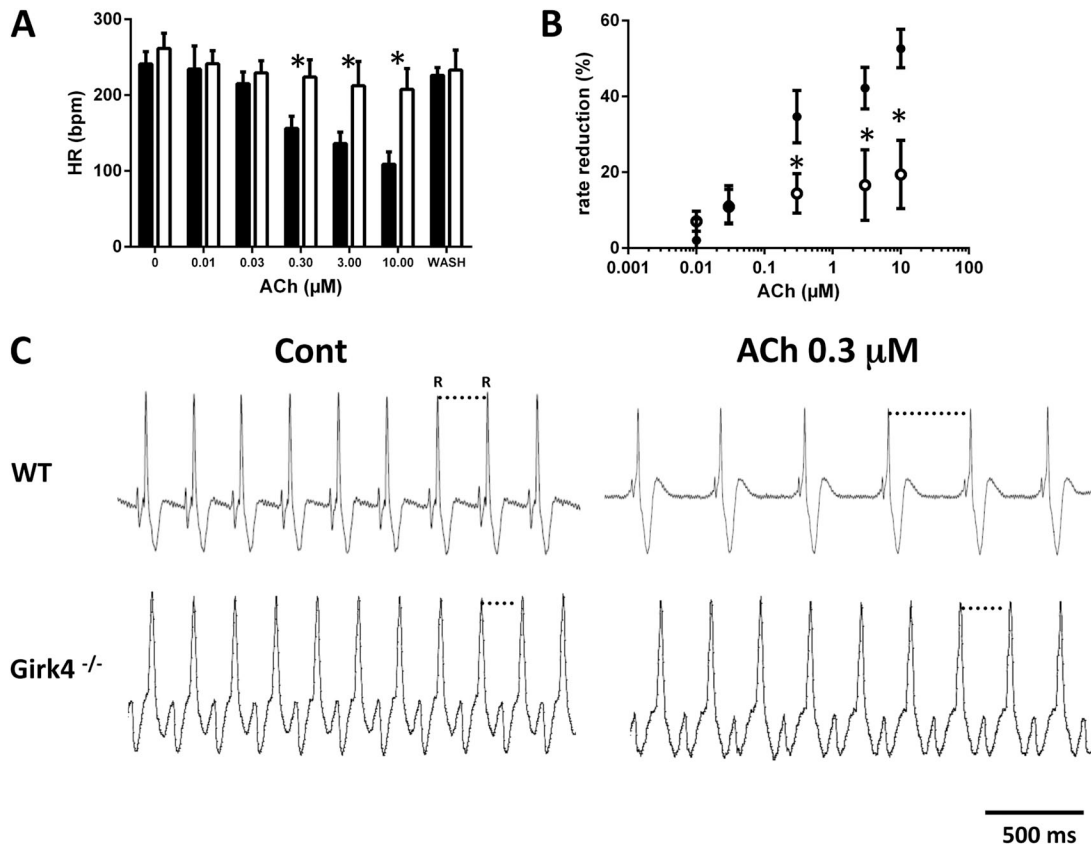 A
300
200
100
0
HR (bpm)
* * *
0 0.01 0.03 0.30 3.00 10.00 WASH
ACh (µM)
B
60
40
20
0
rate reduction (%)
* * *
0.001 0.01 0.1 1 10 100
ACh (µM)
C
Cont
ACh 0.3 µM
R R
WT
Girk4 -/-
500 ms